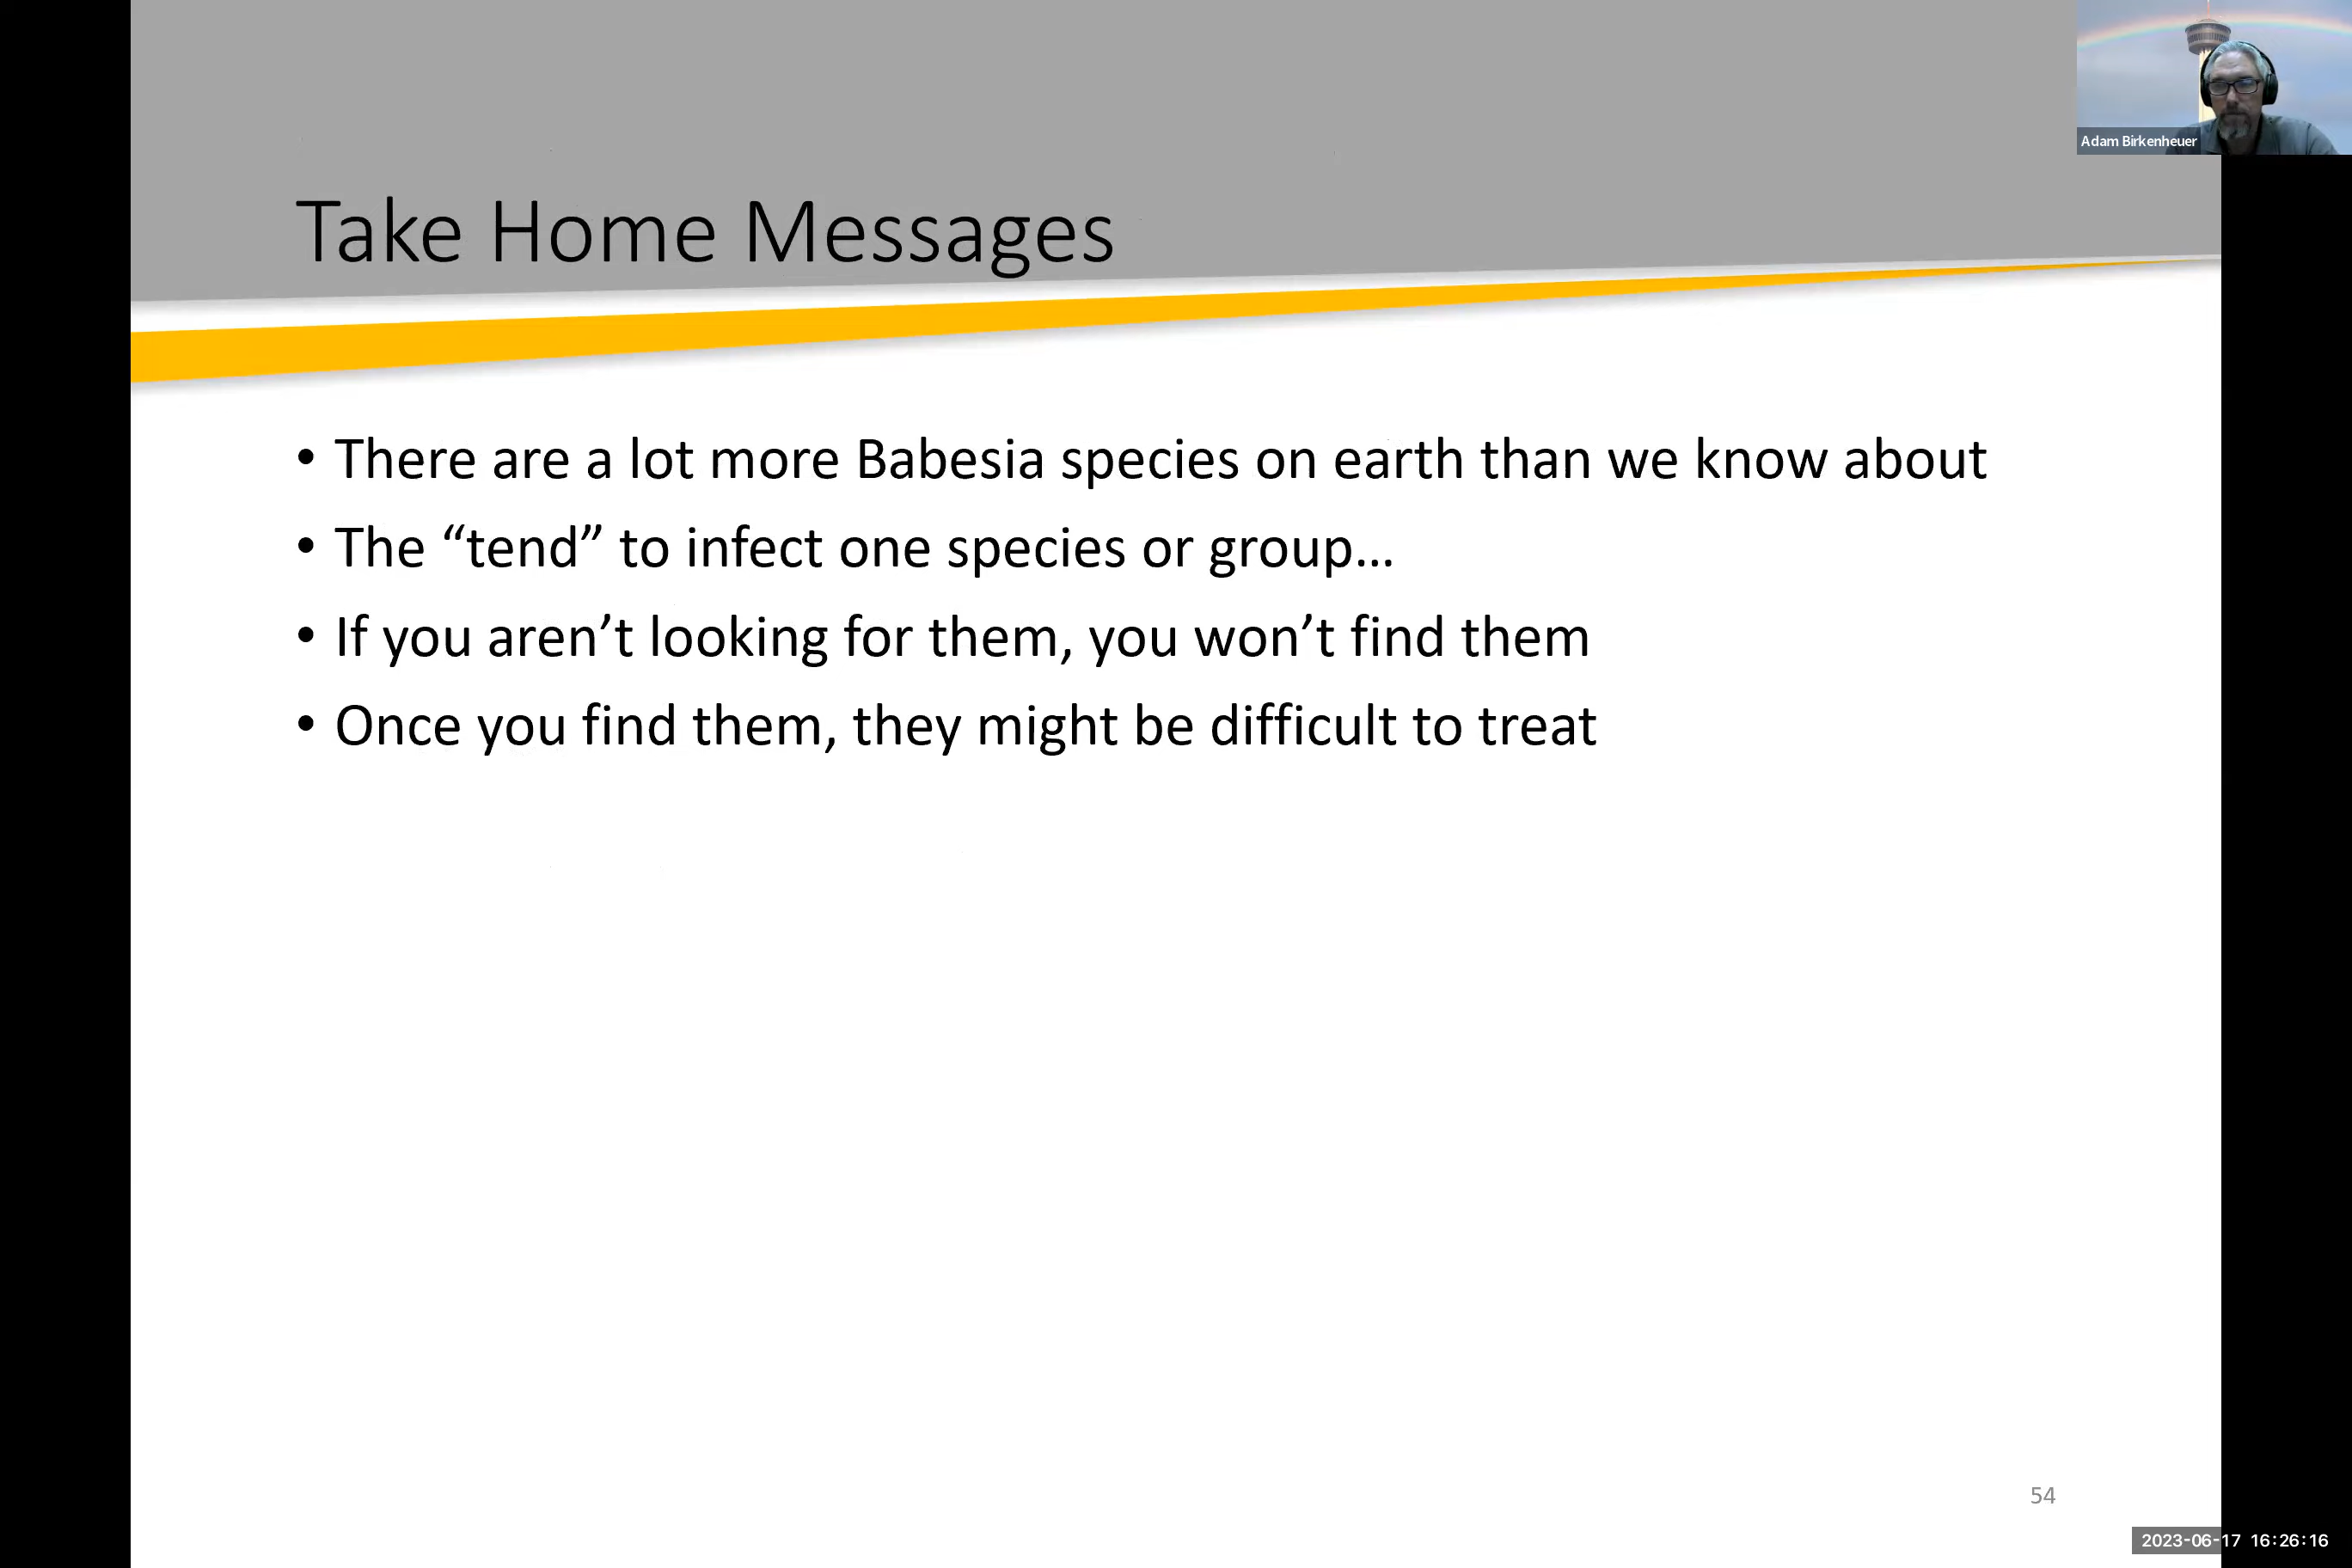 Adam Birkenheuer
Take Home Messages
• There are a lot more Babesia species on earth than we know about
• The “tend” to infect one species or group...
• If you aren’t looking for them, you won’t find them
• Once you find them, they might be difficult to treat
54
2023-06-17 16:26:16